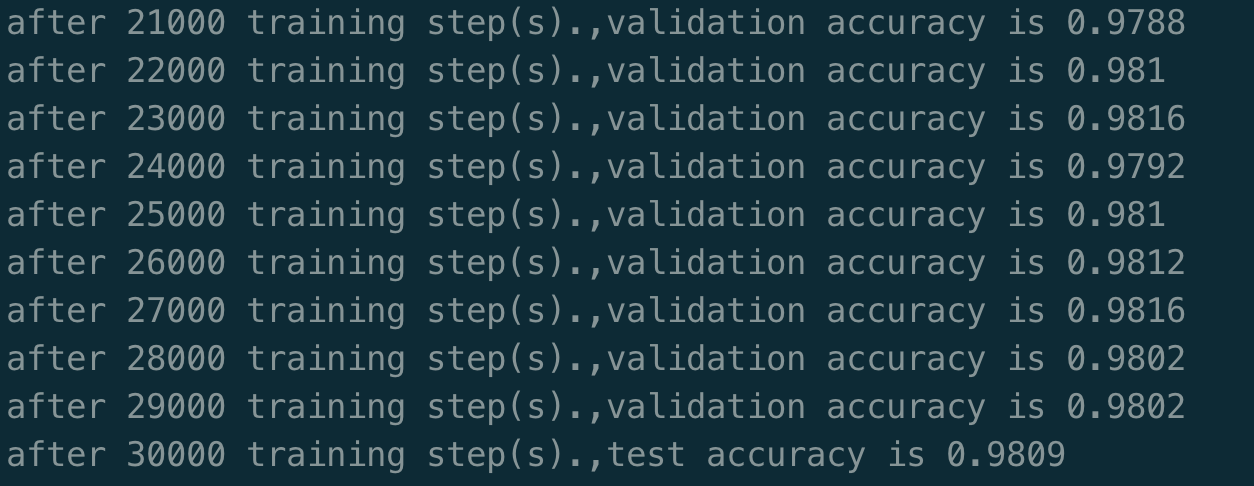 after 21000 training step(s).,validation accuracy is 0.9788
after 22000 training step(s).,validation accuracy is 0.981
after 23000 training step(s).,validation accuracy is 0.9816
after 24000 training step(s).,validation accuracy is 0.9792
after 25000 training step(s).,validation accuracy is 0.981
after 26000 training step(s).,validation accuracy is 0.9812
after 27000 training step(s).,validation accuracy is 0.9816
after 28000 training step(s).,validation accuracy is 0.9802
after 29000 training step(s).,validation accuracy is 0.9802
after 30000 training step(s).,test accuracy is 0.9809